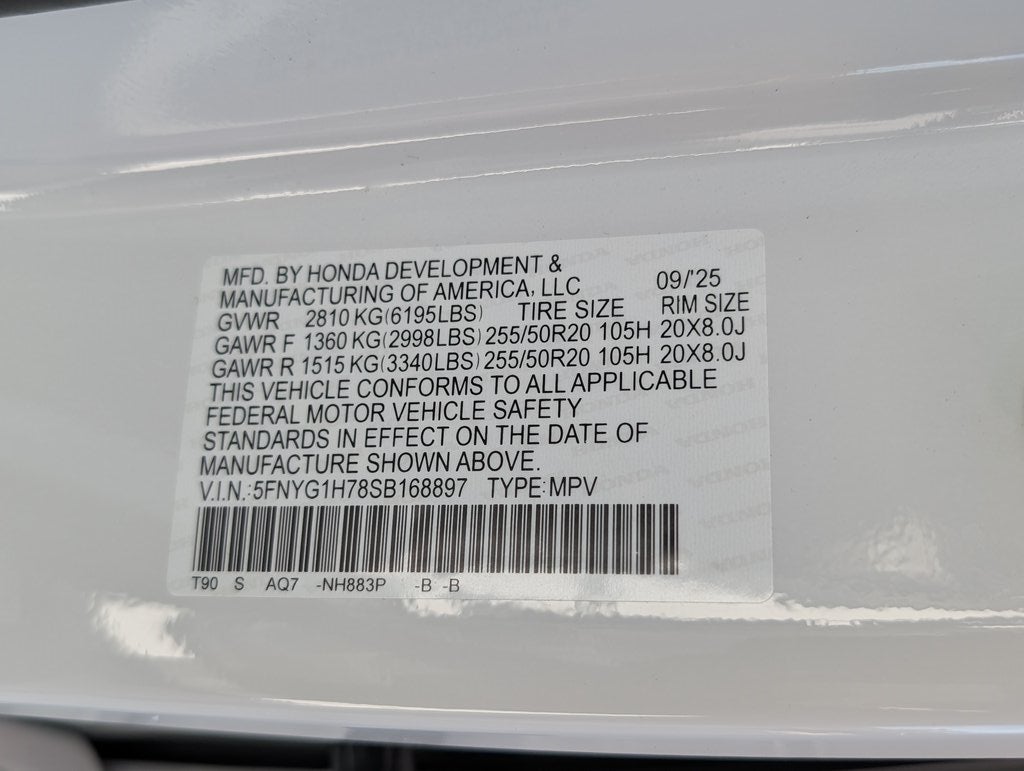 MFD. BY HONDA DEVELOPMENT &
MANUFACTURING OF AMERICA, LLC 09/'25
GVWR 2810 KG(6195LBS) TIRE SIZE RIM SIZE
GAWR F 1360 KG(2998LBS) 255/50R20 105H 20X8.0J
GAWR R 1515 KG(3340LBS) 255/50R20 105H 20X8.0J
THIS VEHICLE CONFORMS TO ALL APPLICABLE
FEDERAL MOTOR VEHICLE SAFETY
STANDARDS IN EFFECT ON THE DATE OF
MANUFACTURE SHOWN ABOVE.
V.I.N.:5FNYG1H78SB168897 TYPE:MPV
T90 S AQ7 -NH883P -B -B